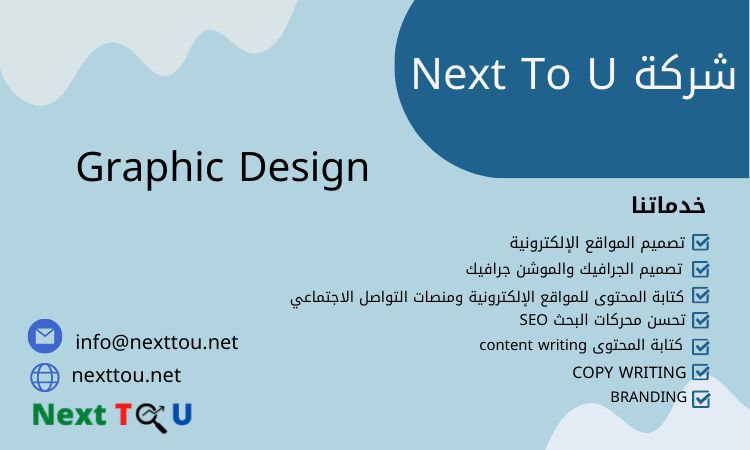 شركة Next To U
Graphic Design
خدماتنا
تصميم المواقع الإلكترونية
تصميم الجرافيك والموشن جرافيك
كتابة المحتوى للمواقع الإلكترونية ومنصات التواصل الاجتماعي
تحسن محركات البحث SEO
كتابة المحتوى content writing
COPY WRITING
BRANDING
info@nexttou.net
nexttou.net
Next To U